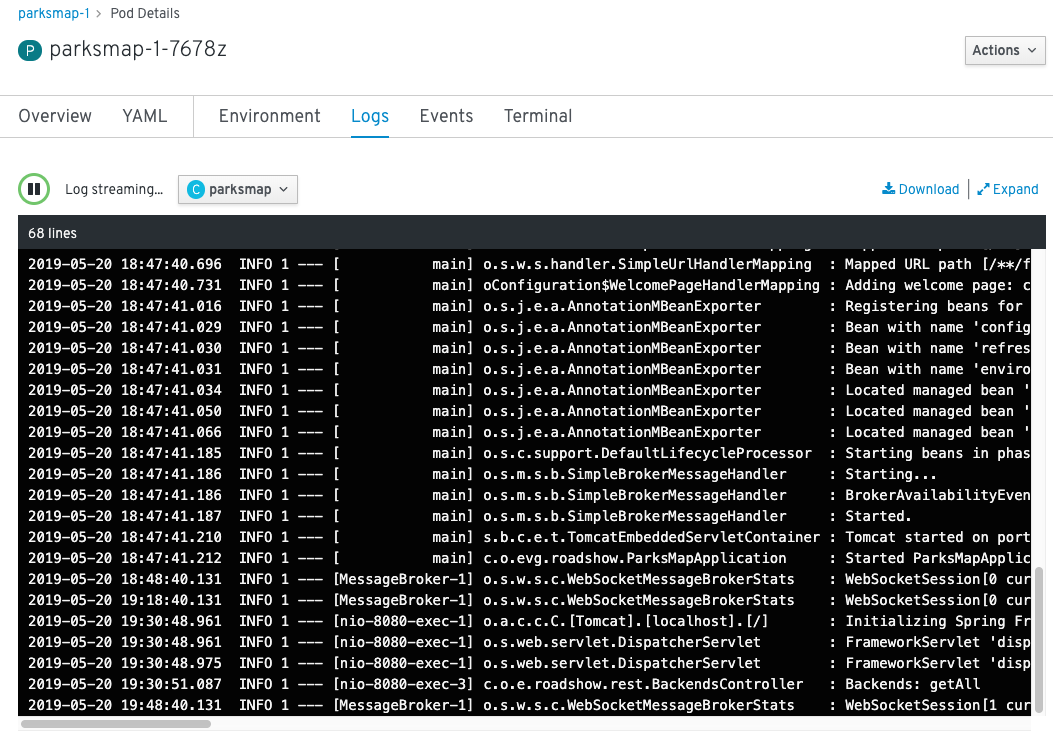 parksmap-1 > Pod Details
P parksmap-1-7678z
Actions
Overview YAML Environment Logs Events Terminal
Log streaming... C parksmap Download | Expand
68 lines
2019-05-20 18:47:40.696  INFO 1 --- [           main] o.s.w.s.handler.SimpleUrlHandlerMapping  : Mapped URL path [/**/f
2019-05-20 18:47:40.731  INFO 1 --- [           main] oConfiguration$WelcomePageHandlerMapping : Adding welcome page: c
2019-05-20 18:47:41.016  INFO 1 --- [           main] o.s.j.e.a.AnnotationMBeanExporter        : Registering beans for
2019-05-20 18:47:41.029  INFO 1 --- [           main] o.s.j.e.a.AnnotationMBeanExporter        : Bean with name 'config
2019-05-20 18:47:41.030  INFO 1 --- [           main] o.s.j.e.a.AnnotationMBeanExporter        : Bean with name 'refres
2019-05-20 18:47:41.031  INFO 1 --- [           main] o.s.j.e.a.AnnotationMBeanExporter        : Bean with name 'enviro
2019-05-20 18:47:41.034  INFO 1 --- [           main] o.s.j.e.a.AnnotationMBeanExporter        : Located managed bean '
2019-05-20 18:47:41.050  INFO 1 --- [           main] o.s.j.e.a.AnnotationMBeanExporter        : Located managed bean '
2019-05-20 18:47:41.066  INFO 1 --- [           main] o.s.j.e.a.AnnotationMBeanExporter        : Located managed bean '
2019-05-20 18:47:41.185  INFO 1 --- [           main] o.s.c.support.DefaultLifecycleProcessor  : Starting beans in phas
2019-05-20 18:47:41.186  INFO 1 --- [           main] o.s.m.s.b.SimpleBrokerMessageHandler     : Starting...
2019-05-20 18:47:41.186  INFO 1 --- [           main] o.s.m.s.b.SimpleBrokerMessageHandler     : BrokerAvailabilityEven
2019-05-20 18:47:41.187  INFO 1 --- [           main] o.s.m.s.b.SimpleBrokerMessageHandler     : Started.
2019-05-20 18:47:41.210  INFO 1 --- [           main] s.b.c.e.t.TomcatEmbeddedServletContainer : Tomcat started on port
2019-05-20 18:47:41.212  INFO 1 --- [           main] c.o.evg.roadshow.ParksMapApplication     : Started ParksMapApplic
2019-05-20 18:48:40.131  INFO 1 --- [MessageBroker-1] o.s.w.s.c.WebSocketMessageBrokerStats    : WebSocketSession[0 cur
2019-05-20 19:18:40.131  INFO 1 --- [MessageBroker-1] o.s.w.s.c.WebSocketMessageBrokerStats    : WebSocketSession[0 cur
2019-05-20 19:30:48.961  INFO 1 --- [nio-8080-exec-1] o.a.c.c.C.[Tomcat].[localhost].[/]       : Initializing Spring Fr
2019-05-20 19:30:48.961  INFO 1 --- [nio-8080-exec-1] o.s.web.servlet.DispatcherServlet        : FrameworkServlet 'disp
2019-05-20 19:30:48.975  INFO 1 --- [nio-8080-exec-1] o.s.web.servlet.DispatcherServlet        : FrameworkServlet 'disp
2019-05-20 19:30:51.087  INFO 1 --- [nio-8080-exec-3] c.o.e.roadshow.rest.BackendsController   : Backends: getAll
2019-05-20 19:48:40.131  INFO 1 --- [MessageBroker-1] o.s.w.s.c.WebSocketMessageBrokerStats    : WebSocketSession[1 cur